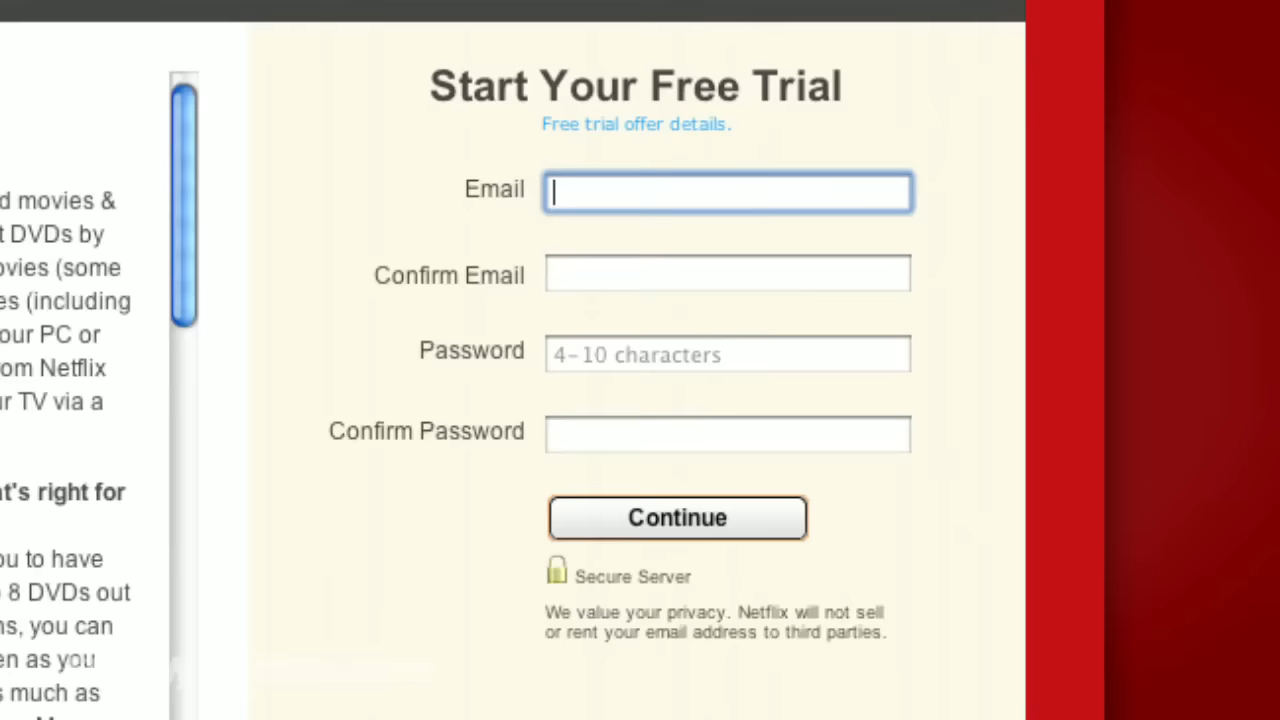 d movies &
t DVDs by
ovies (some
es (including
our PC or
om Netflix
ur TV via a
at's right for
ou to have
8 DVDs out
ns, you can
en as you
s much as
Start Your Free Trial
Free trial offer details.
Email
Confirm Email
Password
4-10 characters
Confirm Password
Continue
Secure Server
We value your privacy. Netflix will not sell
or rent your email address to third parties.